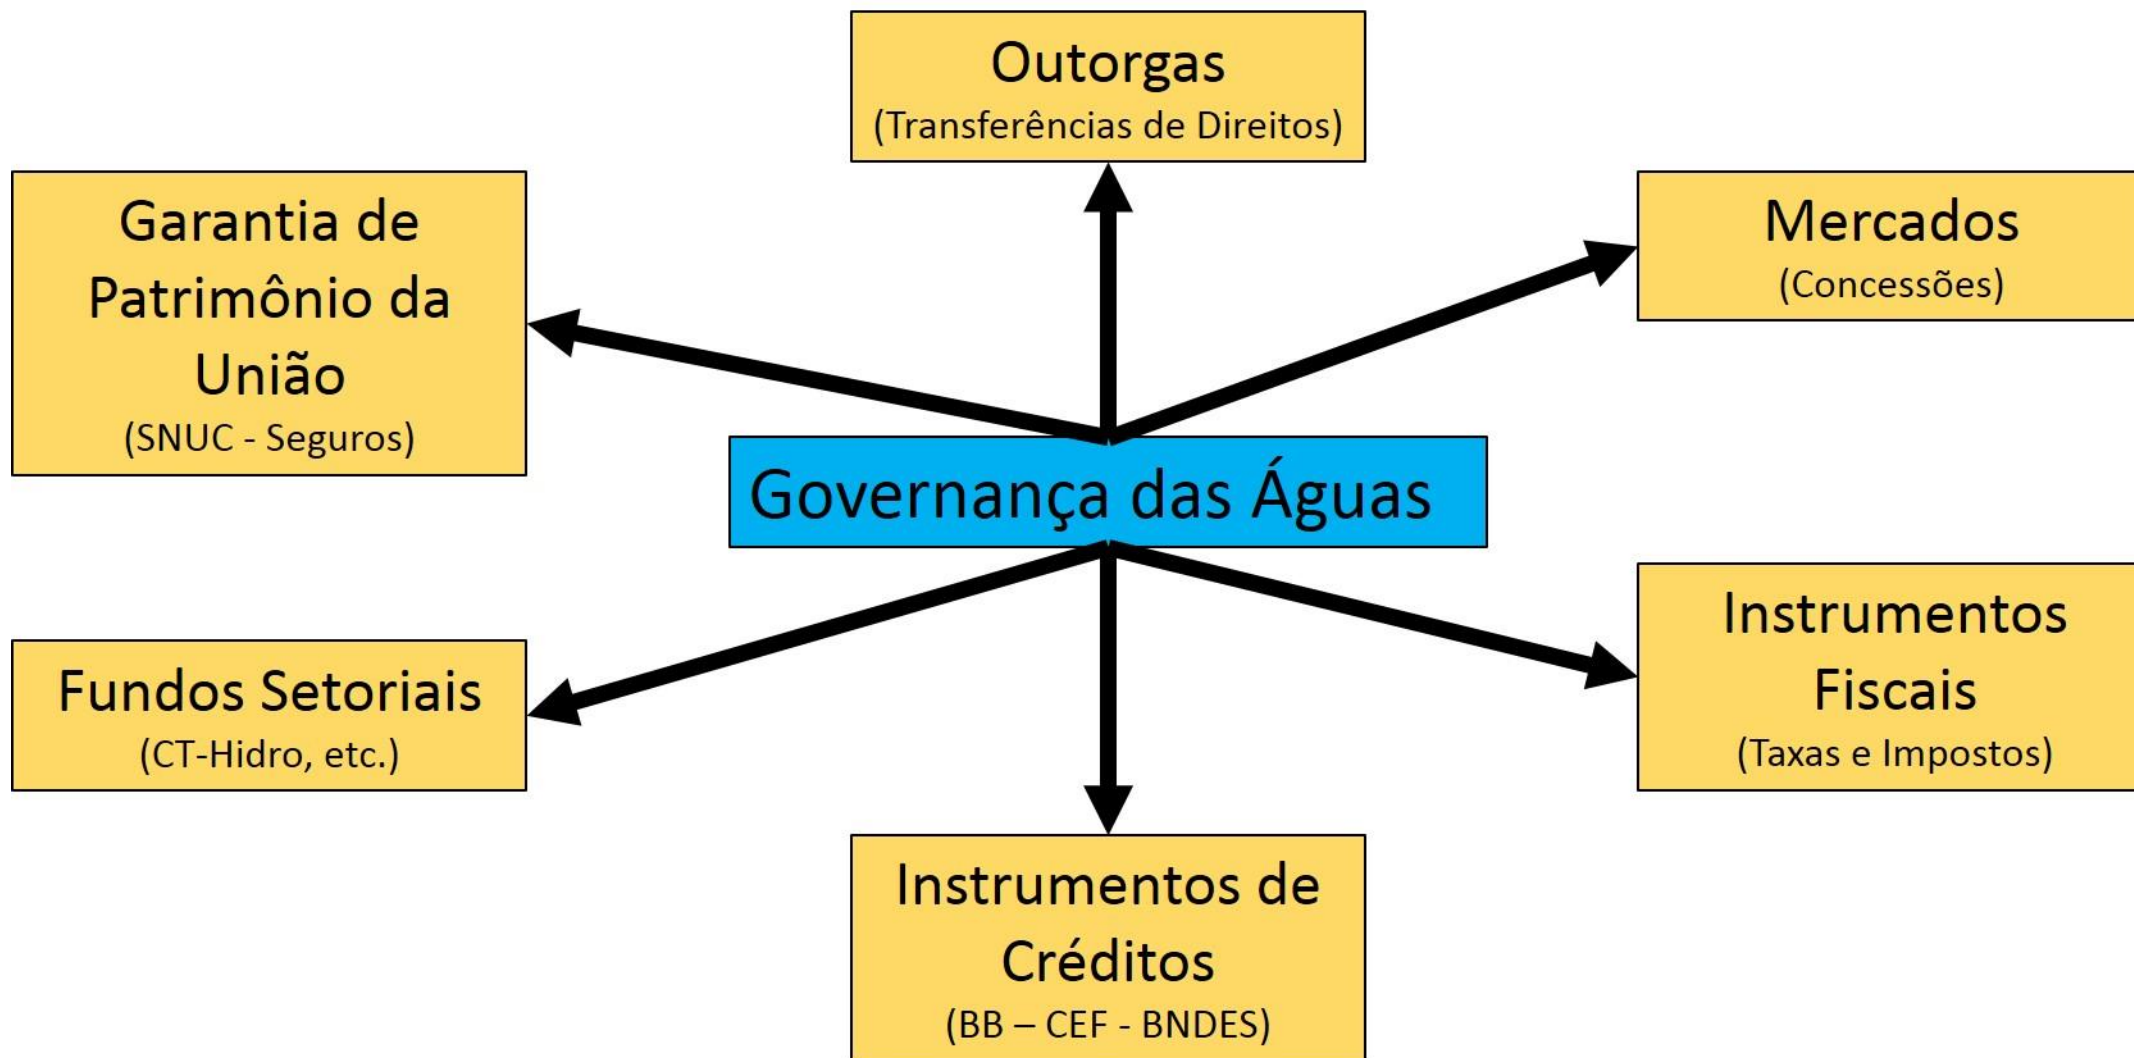 Outorgas
(Transferências de Direitos)
Garantia de
Patrimônio da
União
(SNUC - Seguros)
Mercados
(Concessões)
Governança das Águas
Fundos Setoriais
(CT-Hidro, etc.)
Instrumentos
Fiscais
(Taxas e Impostos)
Instrumentos de
Créditos
(BB – CEF - BNDES)